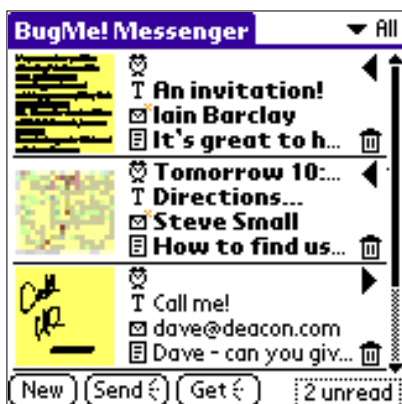 BugMe! Messenger
All
T An invitation!
Iain Barclay
It's great to h...
Tomorrow 10:...
T Directions...
Steve Small
How to find us...
Call
T Call me!
dave@deacon.com
Dave - can you giv...
New
Send
Get
2 unread